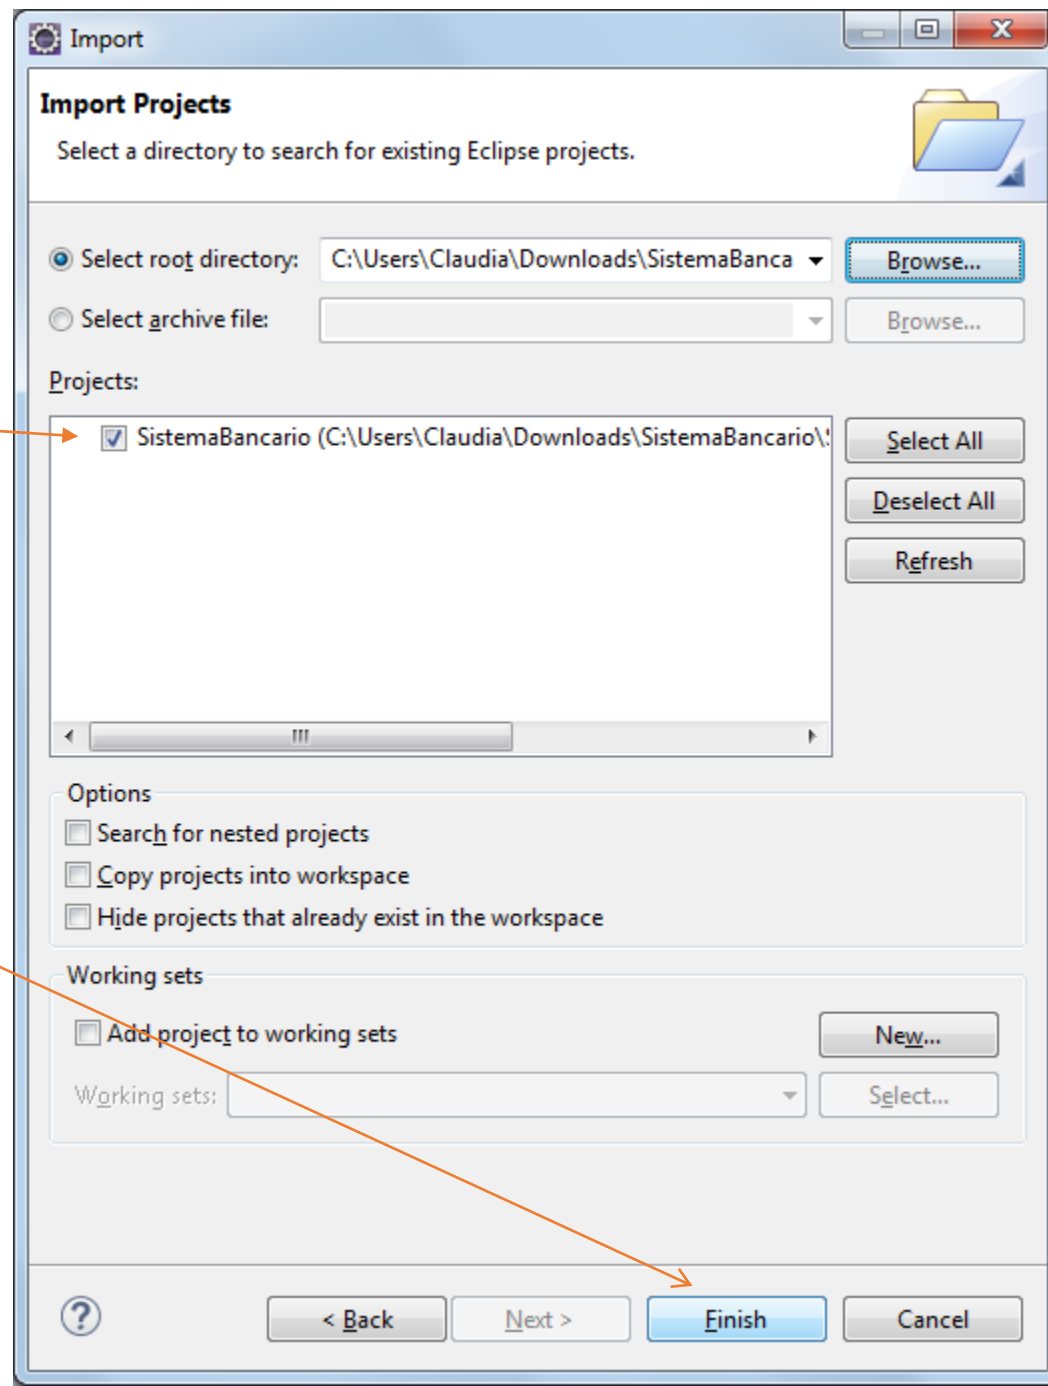 Import
Import Projects
Select a directory to search for existing Eclipse projects.
Select root directory: C:\Users\Claudia\Downloads\SistemaBanca Browse...
Select archive file: Browse...
Projects:
SistemaBancario (C:\Users\Claudia\Downloads\SistemaBancario\
Select All
Deselect All
Refresh
Options
Search for nested projects
Copy projects into workspace
Hide projects that already exist in the workspace
Working sets
Add project to working sets New...
Working sets: Select...
? < Back Next > Finish Cancel